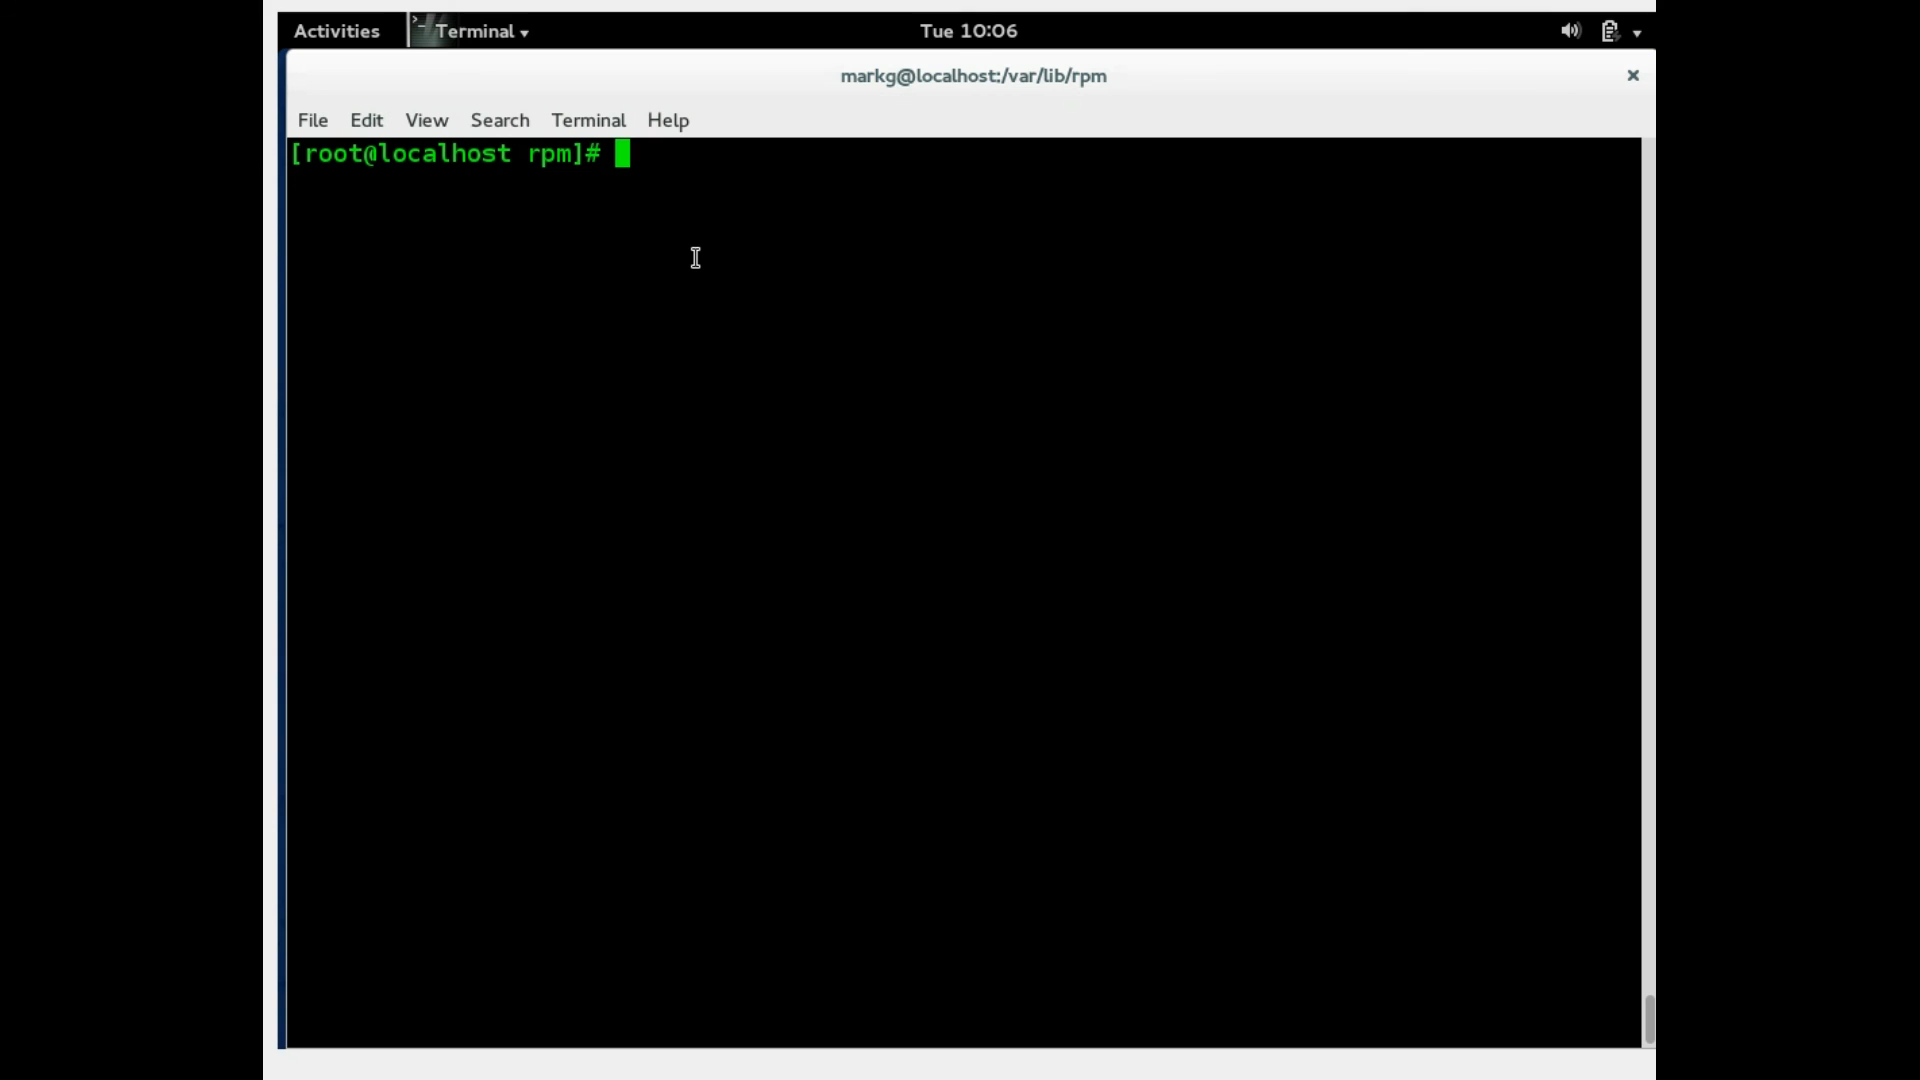 Activities Terminal Tue 10:06
markg@localhost:/var/lib/rpm
File Edit View Search Terminal Help
[root@localhost rpm]#